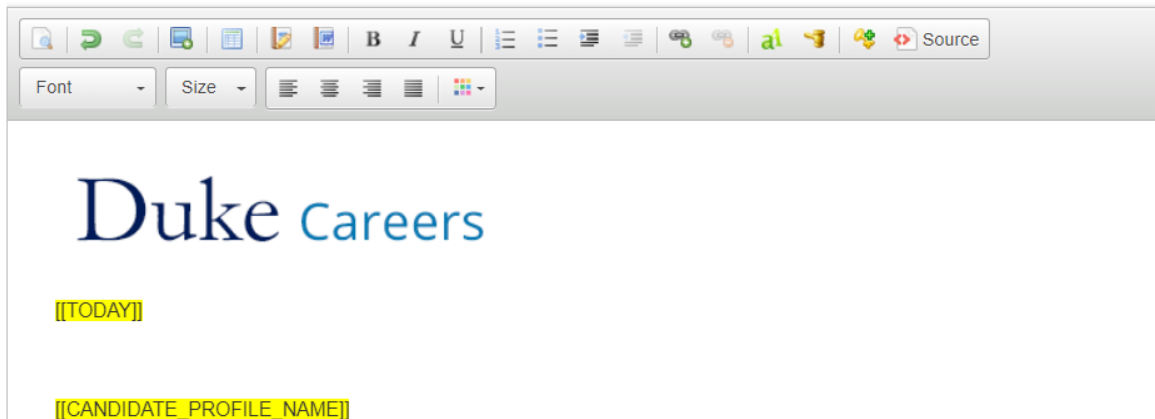 B I U Source
Font Size
Duke Careers
[[TODAY]]
[[CANDIDATE_PROFILE_NAME]]